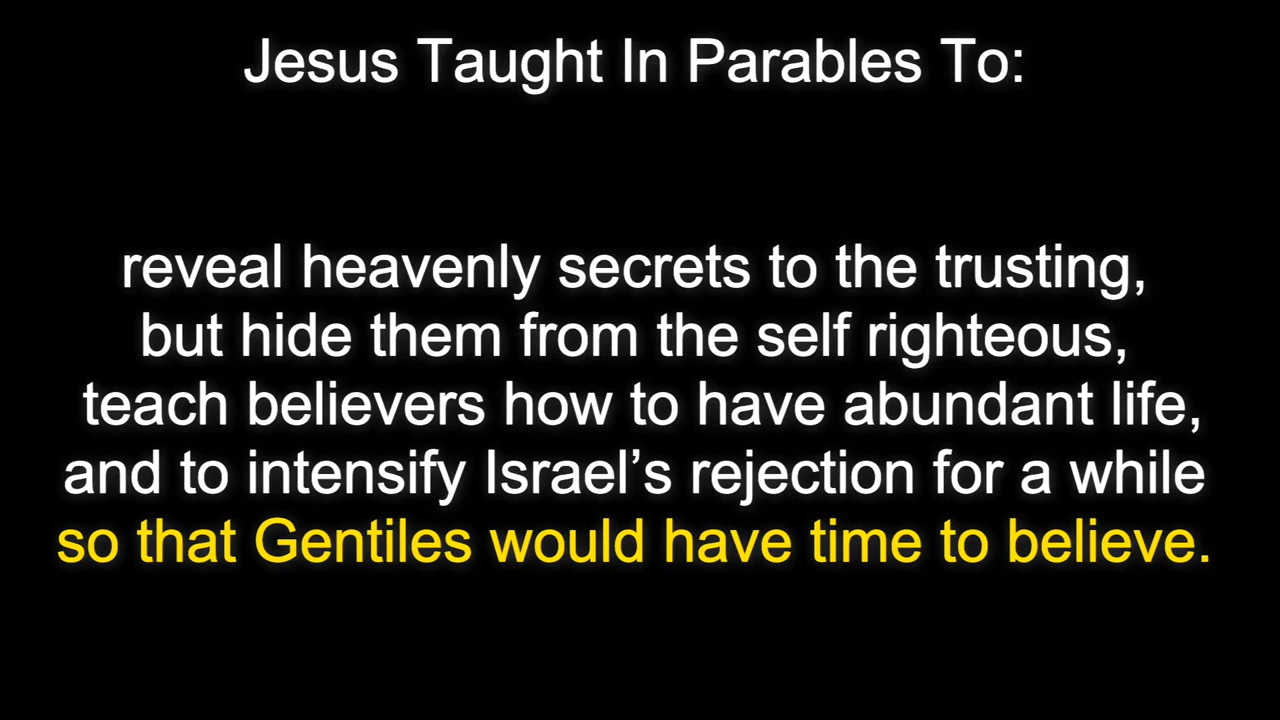 Jesus Taught In Parables To:
reveal heavenly secrets to the trusting,
but hide them from the self righteous,
teach believers how to have abundant life,
and to intensify Israel’s rejection for a while
so that Gentiles would have time to believe.